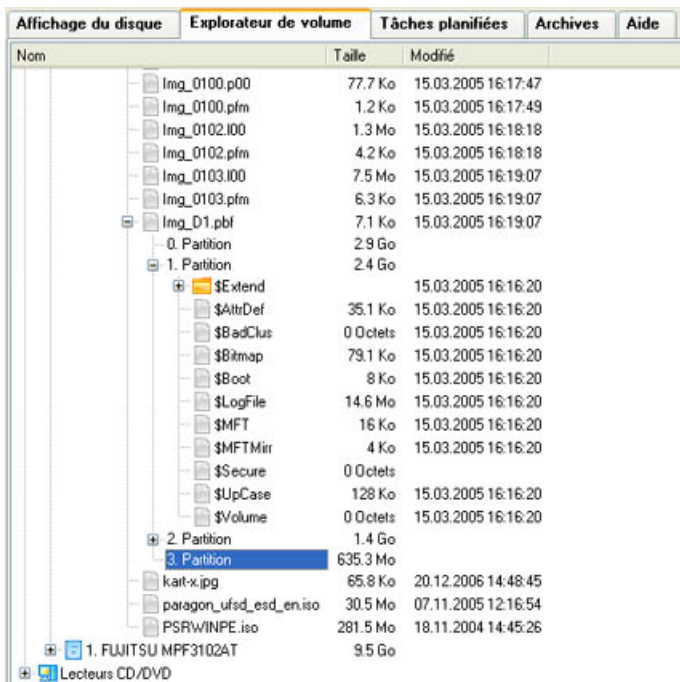 Affichage du disque Explorateur de volume Tâches planifiées Archives Aide
Nom Taille Modifié
Img_0100.p00 77.7 Ko 15.03.2005 16:17:47
Img_0100.pfm 1.2 Ko 15.03.2005 16:17:49
Img_0102.I00 1.3 Mo 15.03.2005 16:18:18
Img_0102.pfm 4.2 Ko 15.03.2005 16:18:18
Img_0103.I00 7.5 Mo 15.03.2005 16:19:07
Img_0103.pfm 6.3 Ko 15.03.2005 16:19:07
Img_D1.pbf 7.1 Ko 15.03.2005 16:19:07
0. Partition 2.9 Go
1. Partition 2.4 Go
$Extend 15.03.2005 16:16:20
$AttrDef 35.1 Ko 15.03.2005 16:16:20
$BadClus 0 Octets 15.03.2005 16:16:20
$Bitmap 79.1 Ko 15.03.2005 16:16:20
$Boot 8 Ko 15.03.2005 16:16:20
$LogFile 14.6 Mo 15.03.2005 16:16:20
$MFT 16 Ko 15.03.2005 16:16:20
$MFTMirr 4 Ko 15.03.2005 16:16:20
$Secure 0 Octets
$UpCase 128 Ko 15.03.2005 16:16:20
$Volume 0 Octets 15.03.2005 16:16:20
2. Partition 1.4 Go
3. Partition 635.3 Mo
kart-x.jpg 65.8 Ko 20.12.2006 14:48:45
paragon_ufsd_esd_en.iso 30.5 Mo 07.11.2005 12:16:54
PSRWINPE.iso 281.5 Mo 18.11.2004 14:45:26
1. FUJITSU MPF3102AT 9.5 Go
Lecteurs CD/DVD